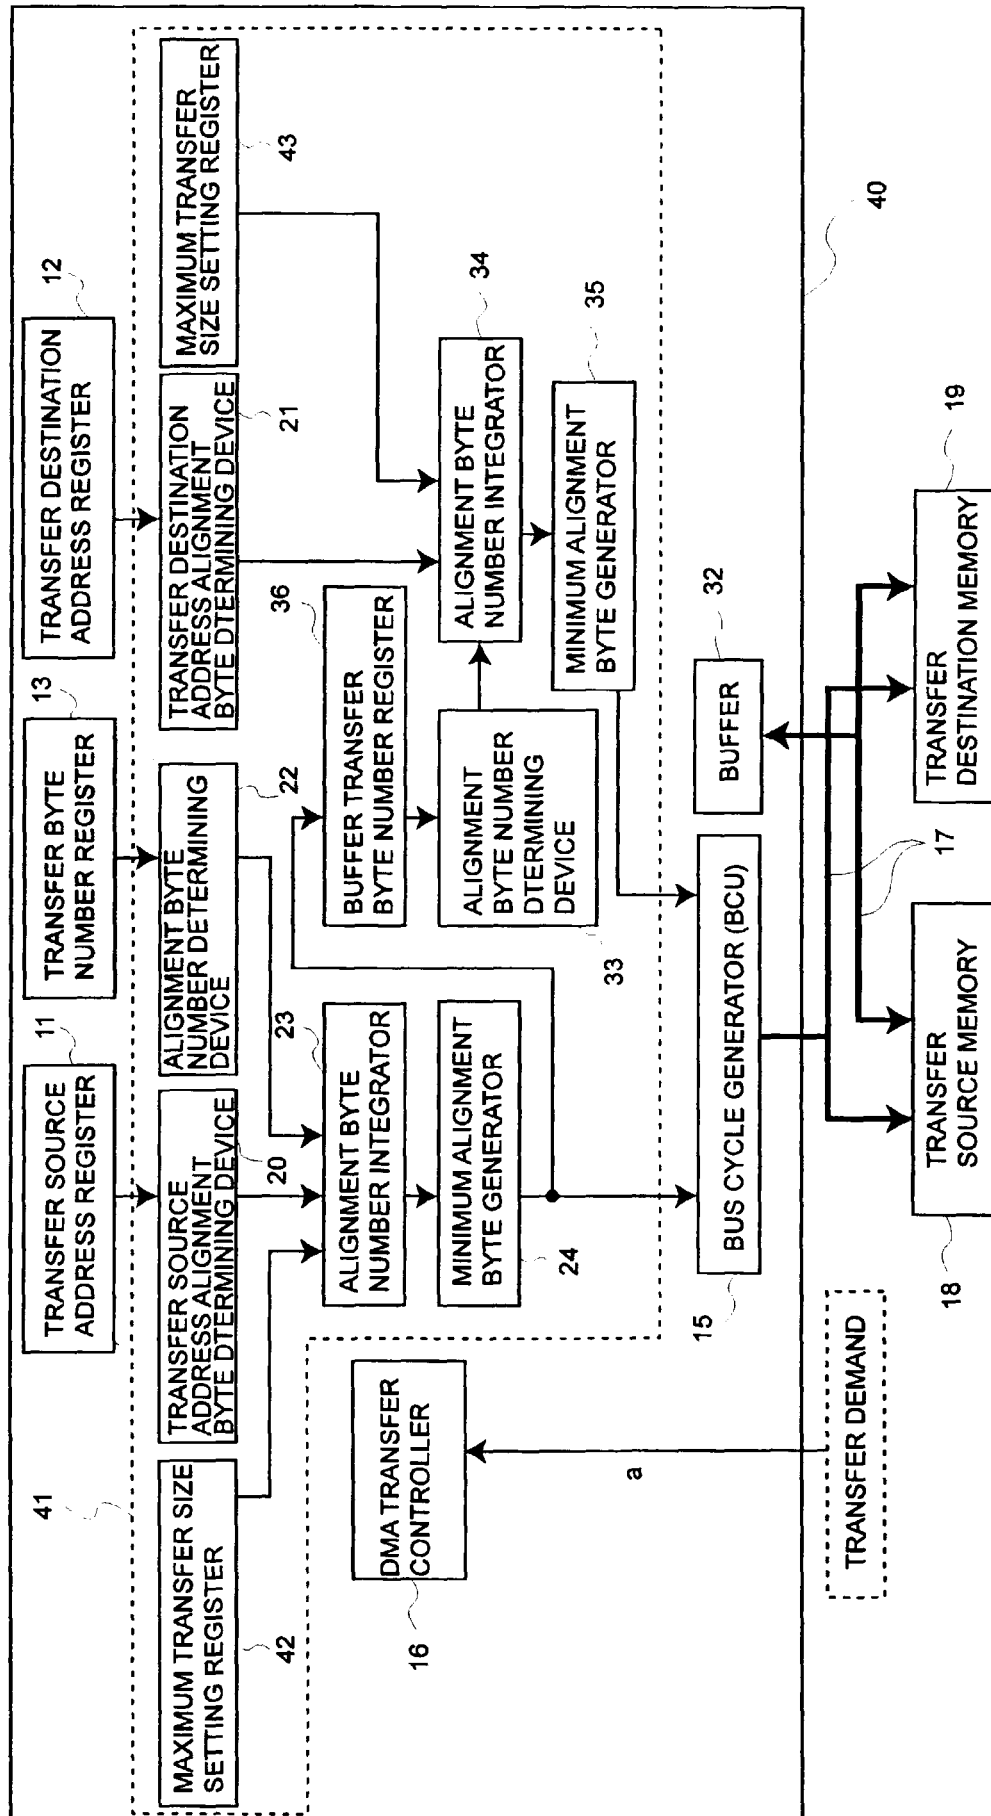 TRANSFER SOURCE
ADDRESS REGISTER
11
TRANSFER BYTE
NUMBER REGISTER
13
TRANSFER DESTINATION
ADDRESS REGISTER
12
41
MAXIMUM TRANSFER SIZE
SETTING REGISTER
42
TRANSFER SOURCE
ADDRESS ALIGNMENT
BYTE DTERMINING DEVICE
20
ALIGNMENT BYTE
NUMBER DETERMINING
DEVICE
22
TRANSFER DESTINATION
ADDRESS ALIGNMENT
BYTE DTERMINING DEVICE
21
MAXIMUM TRANSFER
SIZE SETTING REGISTER
43
ALIGNMENT BYTE
NUMBER INTEGRATOR
23
BUFFER TRANSFER
BYTE NUMBER REGISTER
36
DMA TRANSFER
CONTROLLER
16
MINIMUM ALIGNMENT
BYTE GENERATOR
24
ALIGNMENT
BYTE NUMBER
DTERMINING
DEVICE
33
ALIGNMENT BYTE
NUMBER INTEGRATOR
34
MINIMUM ALIGNMENT
BYTE GENERATOR
35
BUS CYCLE GENERATOR (BCU)
15
BUFFER
32
40
a
TRANSFER DEMAND
TRANSFER
SOURCE MEMORY
18
17
TRANSFER
DESTINATION MEMORY
19